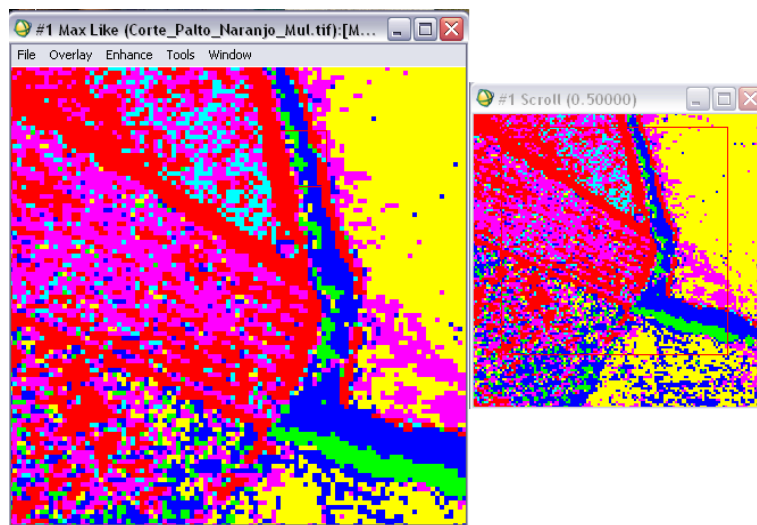 #1 Max Like (Corte_Palto_Naranjo_Mul.tif):[M...
File Overlay Enhance Tools Window
#1 Scroll (0.50000)